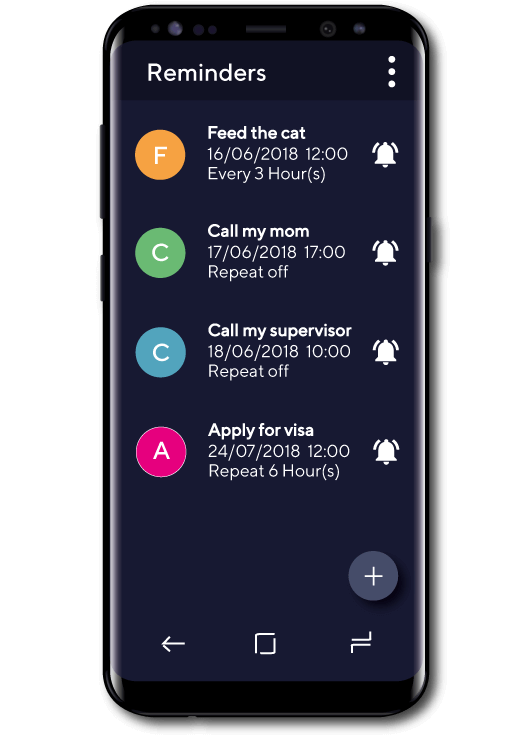 Reminders
F
Feed the cat
16/06/2018 12:00
Every 3 Hour(s)
C
Call my mom
17/06/2018 17:00
Repeat off
C
Call my supervisor
18/06/2018 10:00
Repeat off
A
Apply for visa
24/07/2018 12:00
Repeat 6 Hour(s)
+